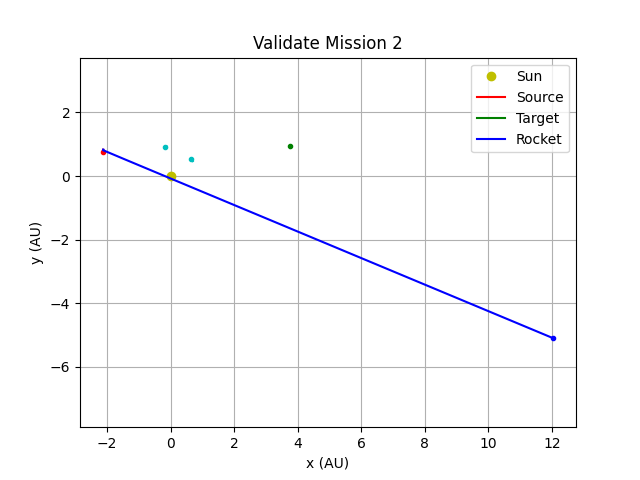 Validate Mission 2
Sun
Source
Target
Rocket
2
0
−2
−4
−6
y (AU)
−2
0
2
4
6
8
10
12
x (AU)